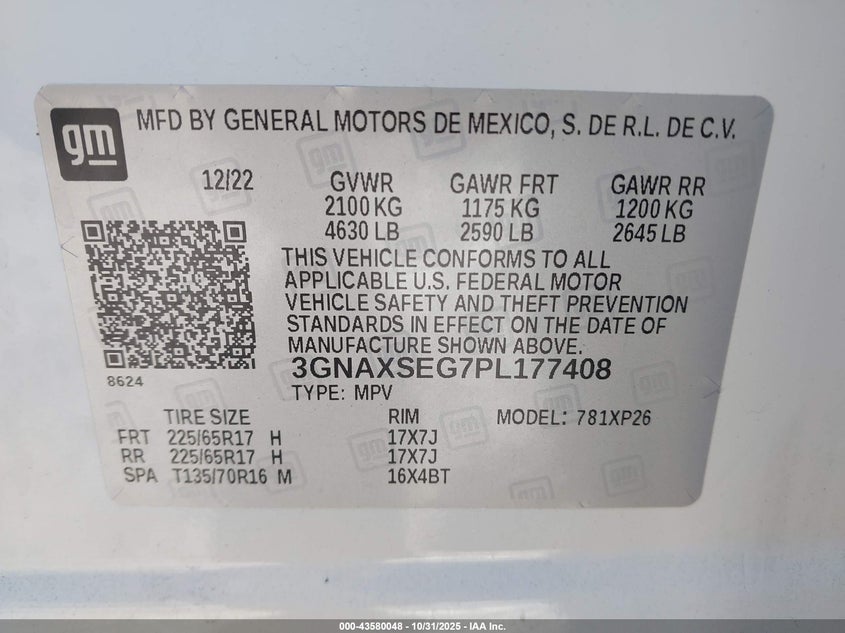 gm MFD BY GENERAL MOTORS DE MEXICO, S. DE R.L. DE C.V.
12/22 GVWR GAWR FRT GAWR RR
2100 KG 1175 KG 1200 KG
4630 LB 2590 LB 2645 LB
THIS VEHICLE CONFORMS TO ALL
APPLICABLE U.S. FEDERAL MOTOR
VEHICLE SAFETY AND THEFT PREVENTION
STANDARDS IN EFFECT ON THE DATE OF
MANUFACTURE SHOWN ABOVE.
3GNAXSEG7PL177408
8624
TYPE: MPV
TIRE SIZE RIM MODEL: 781XP26
FRT 225/65R17 H 17X7J
RR 225/65R17 H 17X7J
SPA T135/70R16 M 16X4BT
000-43580048 - 10/31/2025 - IAA Inc.